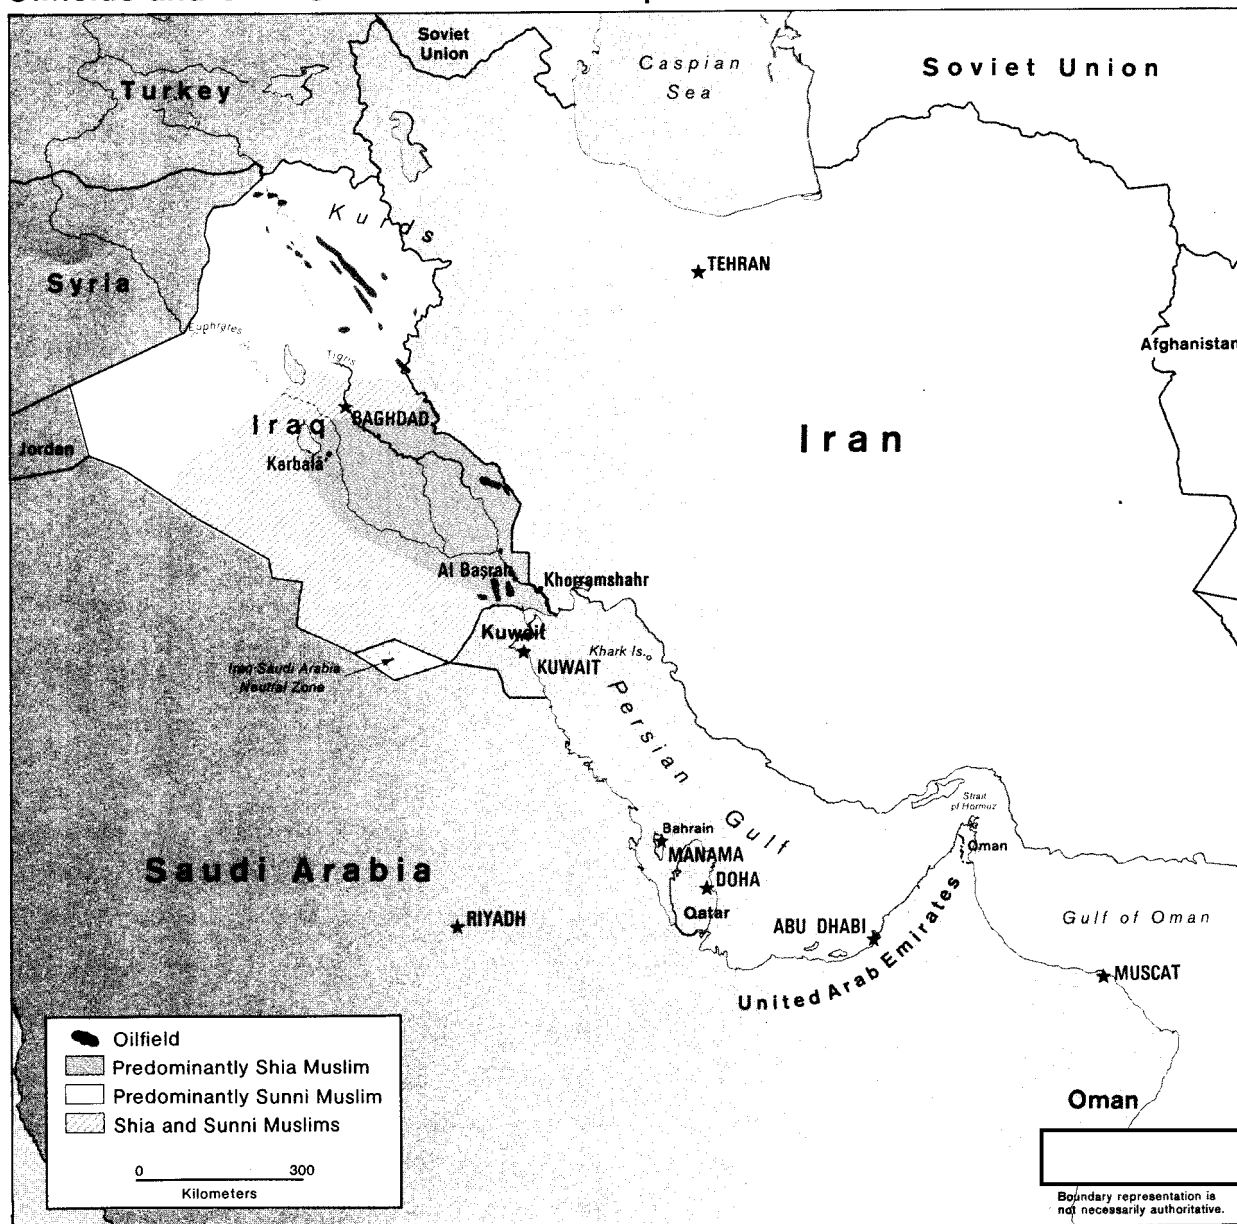 Soviet
Union
Caspian
Sea
Soviet Union
Turkey
Kurds
TEHRAN
Syria
Euphrates
Tigris
Afghanistan
Iraq
BAGHDAD
Iran
Jordan
Karbalā'
Al Başrah
Khorramshahr
Kuwait
Khark Is.
KUWAIT
Iraq-Saudi Arabia
Neutral Zone
Persian Gulf
Strait
of Hormuz
Bahrain
MANAMA
Oman
Saudi Arabia
DOHA
Qatar
RIYADH
ABU DHABI
Gulf of Oman
United Arab Emirates
MUSCAT
Oilfield
Predominantly Shia Muslim
Predominantly Sunni Muslim
Shia and Sunni Muslims
0 300
Kilometers
Oman
Boundary representation is
not necessarily authoritative.